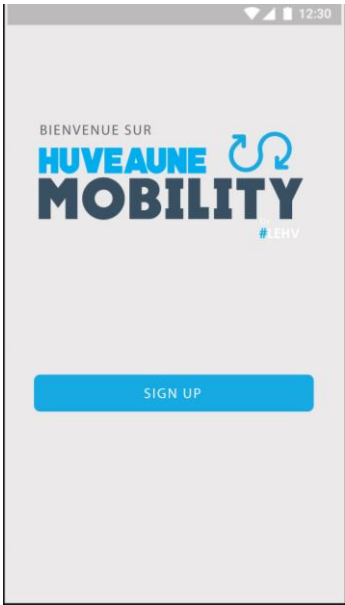 12:30
BIENVENUE SUR
HUVEAUNE
MOBILITY
#LEHV
SIGN UP